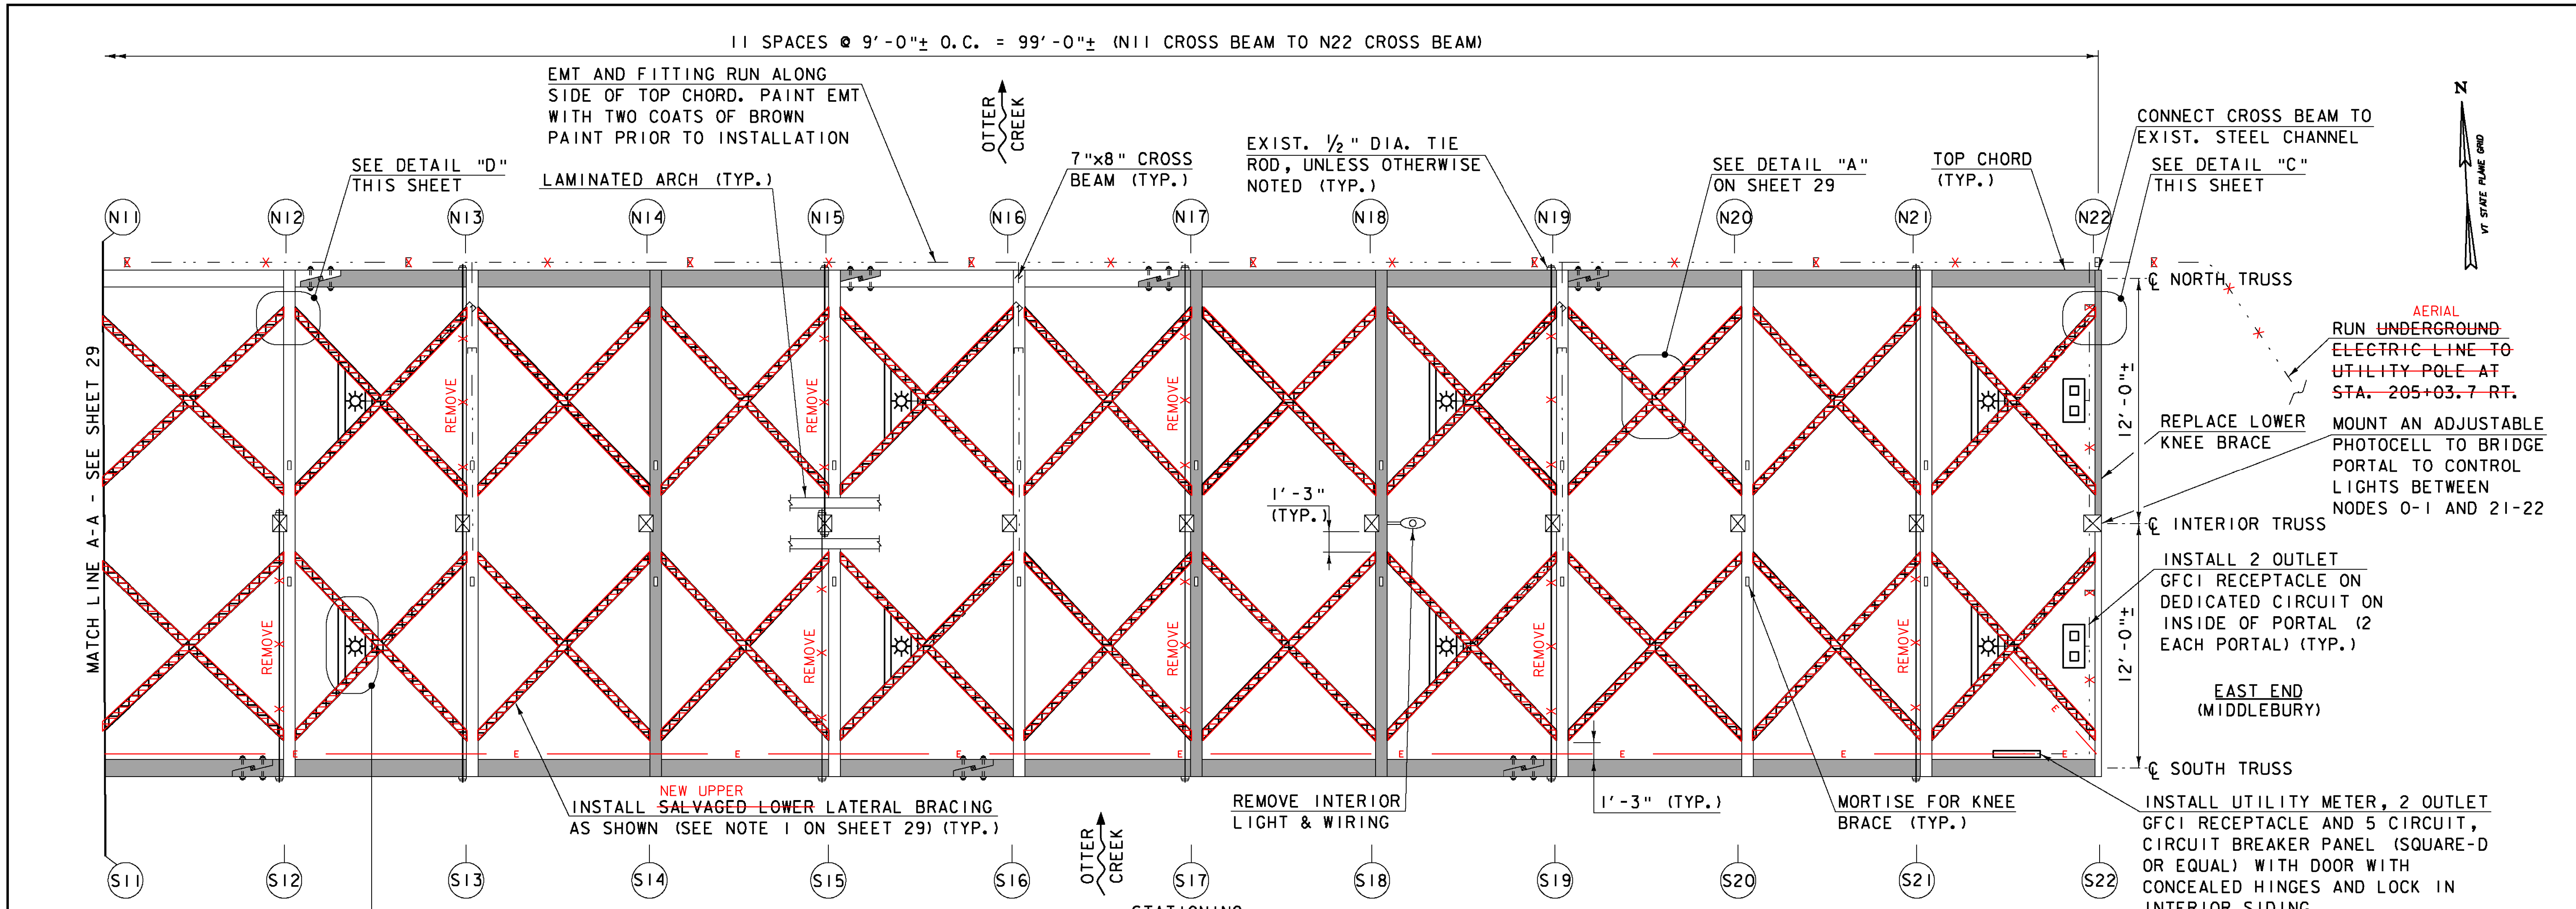 11 SPACES @ 9'-0"± O.C. = 99'-0"± (N11 CROSS BEAM TO N22 CROSS BEAM)
EMT AND FITTING RUN ALONG
SIDE OF TOP CHORD. PAINT EMT
WITH TWO COATS OF BROWN
PAINT PRIOR TO INSTALLATION
OTTER
CREEK
SEE DETAIL "D"
THIS SHEET
LAMINATED ARCH (TYP.)
7"x8" CROSS
BEAM (TYP.)
EXIST. ½" DIA. TIE
ROD, UNLESS OTHERWISE
NOTED (TYP.)
SEE DETAIL "A"
ON SHEET 29
TOP CHORD
(TYP.)
CONNECT CROSS BEAM TO
EXIST. STEEL CHANNEL
SEE DETAIL "C"
THIS SHEET
N
VT STATE PLANE GRID
N11 N12 N13 N14 N15 N16 N17 N18 N19 N20 N21 N22
E E E E E E E E
℄ NORTH TRUSS
MATCH LINE A-A - SEE SHEET 29
REMOVE REMOVE REMOVE
12'-0"±
AERIAL
RUN UNDERGROUND
ELECTRIC LINE TO
UTILITY POLE AT
STA. 205+03.7 RT.
REPLACE LOWER
KNEE BRACE
MOUNT AN ADJUSTABLE
PHOTOCELL TO BRIDGE
PORTAL TO CONTROL
LIGHTS BETWEEN
NODES 0-1 AND 21-22
1'-3"
(TYP.)
℄ INTERIOR TRUSS
INSTALL 2 OUTLET
GFCI RECEPTACLE ON
DEDICATED CIRCUIT ON
INSIDE OF PORTAL (2
EACH PORTAL) (TYP.)
REMOVE REMOVE REMOVE REMOVE REMOVE
12'-0"±
EAST END
(MIDDLEBURY)
E
E E E E E E E E E
℄ SOUTH TRUSS
NEW UPPER
INSTALL SALVAGED LOWER LATERAL BRACING
AS SHOWN (SEE NOTE 1 ON SHEET 29) (TYP.)
OTTER
CREEK
REMOVE INTERIOR
LIGHT & WIRING
1'-3" (TYP.)
MORTISE FOR KNEE
BRACE (TYP.)
INSTALL UTILITY METER, 2 OUTLET
GFCI RECEPTACLE AND 5 CIRCUIT,
CIRCUIT BREAKER PANEL (SQUARE-D
OR EQUAL) WITH DOOR WITH
CONCEALED HINGES AND LOCK IN
INTERIOR SIDING
S11 S12 S13 S14 S15 S16 S17 S18 S19 S20 S21 S22
STATIONING